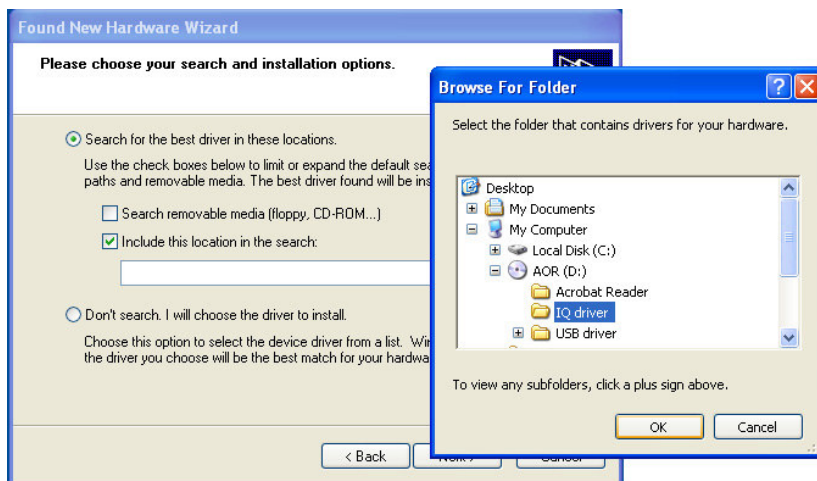 Found New Hardware Wizard
Please choose your search and installation options.
Search for the best driver in these locations.
Use the check boxes below to limit or expand the default
paths and removable media. The best driver found will be
Search removable media (floppy, CD-ROM...)
Include this location in the search:
Don't search. I will choose the driver to install.
Choose this option to select the device driver from a list.
the driver you choose will be the best match for your
< Back
Cancel
Browse For Folder
Select the folder that contains drivers for your hardware.
Desktop
My Documents
My Computer
Local Disk (C:)
AOR (D:)
Acrobat Reader
IQ driver
USB driver
To view any subfolders, click a plus sign above.
OK
Cancel